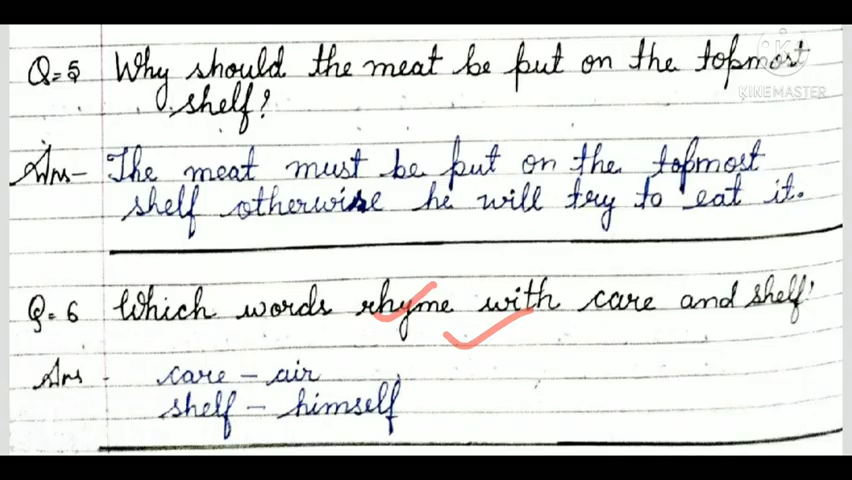 Q=5 Why should the meat be put on the topmost
shelf?
KINEMASTER
Ans- The meat must be put on the topmost
shelf otherwise he will try to eat it.
Q=6 Which words rhyme with care and shelf?
Ans - care - air
shelf - himself